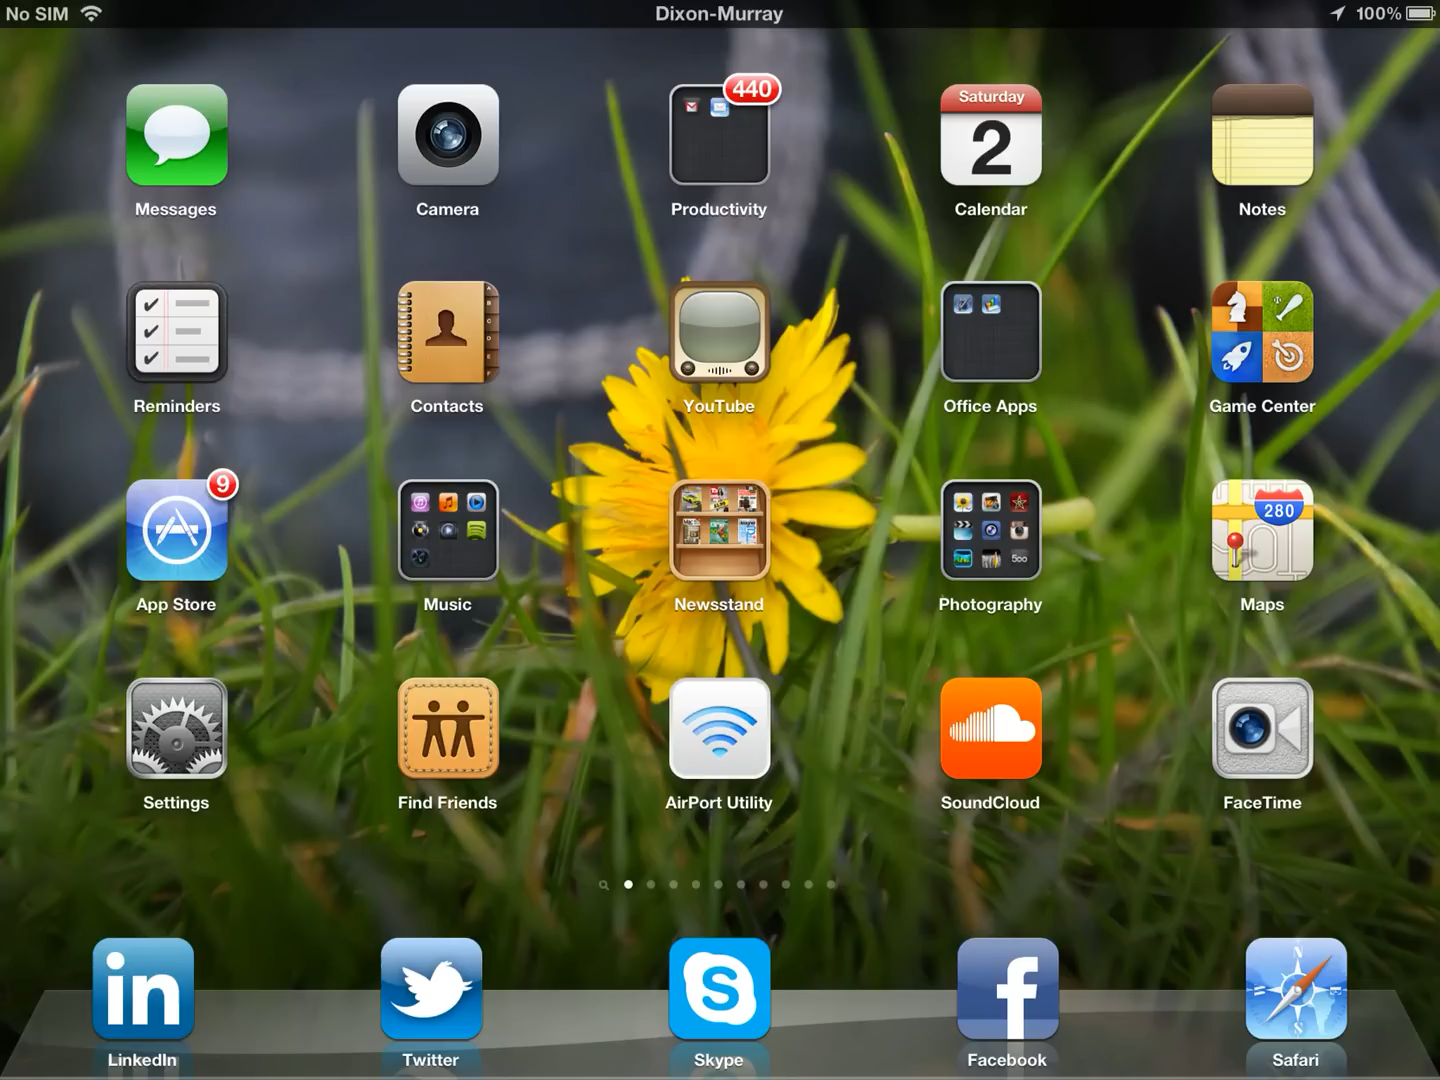 No SIM
Dixon-Murray
100%
440
Saturday
2
Messages
Camera
Productivity
Calendar
Notes
Reminders
Contacts
YouTube
Office Apps
Game Center
9
500
280
App Store
Music
Newsstand
Photography
Maps
Settings
Find Friends
AirPort Utility
SoundCloud
FaceTime
in
S
f
N
S
LinkedIn
Twitter
Skype
Facebook
Safari